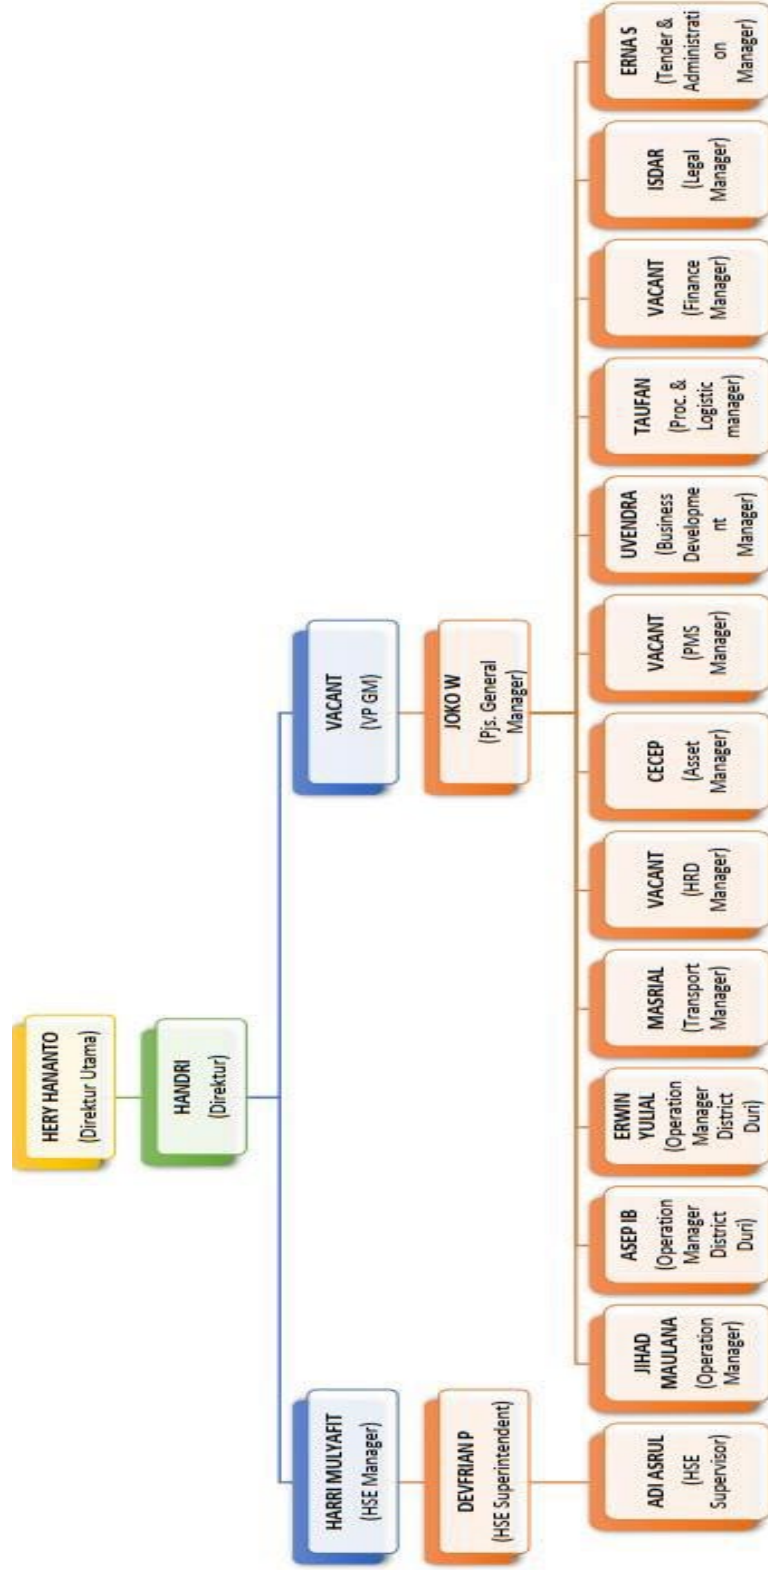 HERY HANANTO
(Direktur Utama)
HANDRI
(Direktur)
HARRI MULYAFIT
(HSE Manager)
VACANT
(VP GM)
DEVFRIAN P
(HSE Superintendent)
JOKO W
(Pjs. General
Manager)
ADI ASRUL
(HSE
Supervisor)
JIHAD
MAULANA
(Operation
Manager)
ASEP IB
(Operation
Manager
District
Duri)
ERWIN
YULIAL
(Operation
Manager
District
Duri)
MASRIAL
(Transport
Manager)
VACANT
(HRD
Manager)
CECEP
(Asset
Manager)
VACANT
(PMS
Manager)
UVENDRA
(Business
Developme
nt
Manager)
TAUFAN
(Proc. &
Logistic
manager)
VACANT
(Finance
Manager)
ISDAR
(Legal
Manager)
ERNA S
(Tender &
Administrati
on
Manager)